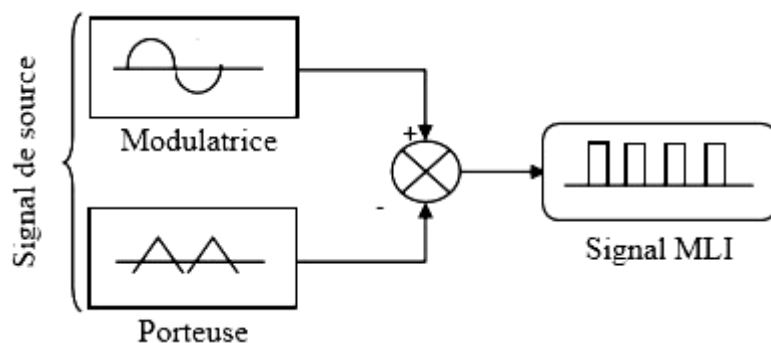 Signal de source
Modulatrice
+
-
Signal MLI
Porteuse